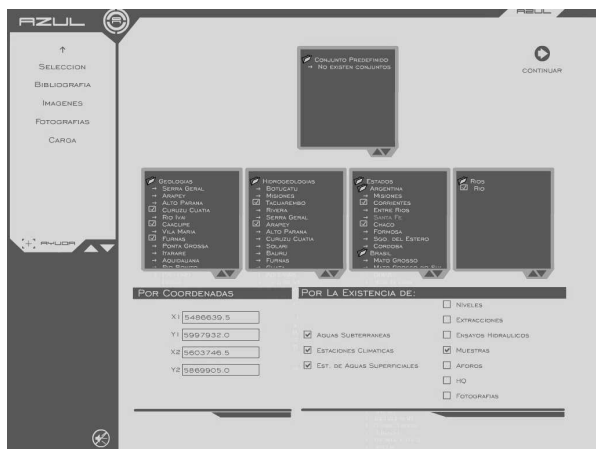 AZUL
AZUL
↑
SELECCION
BIBLIOGRAFIA
IMAGENES
FOTOGRAFIAS
CARGA
AYUDA
CONJUNTO PREDEFINIDO
→ NO EXISTEN CONJUNTOS
CONTINUAR
GEOLOGIAS
→ SERRA GERAL
→ ARAPEY
→ ALTO PARANA
CURUZU CUATIA
→ RIO IVAI
CAACUPE
→ VILA MARIA
FURNAS
→ PONTA GROSSA
→ ITARARE
→ AQUIDAUANA
HIDROGEOLOGIAS
→ BOTUCATU
→ MISIONES
TACUAREMBO
→ RIVERA
→ SERRA GERAL
ARAPEY
→ ALTO PARANA
→ CURUZU CUATIA
→ SOLARI
→ BAURU
→ FURNAS
ESTADOS
ARGENTINA
→ MISIONES
CORRIENTES
→ ENTRE RIOS
→ SANTA FE
CHACO
→ FORMOSA
→ SGO. DEL ESTERO
→ CORDOBA
BRASIL
→ MATO GROSSO
→ MATO GROSSO DO SUL
RIOS
RIO
POR COORDENADAS
X1 5486639.5
Y1 5997932.0
X2 5603746.5
Y2 5869905.0
POR LA EXISTENCIA DE:
AGUAS SUBTERRANEAS
ESTACIONES CLIMATICAS
EST. DE AGUAS SUPERFICIALES
NIVELES
EXTRACCIONES
ENSAYOS HIDRAULICOS
MUESTRAS
AFOROS
HQ
FOTOGRAFIAS